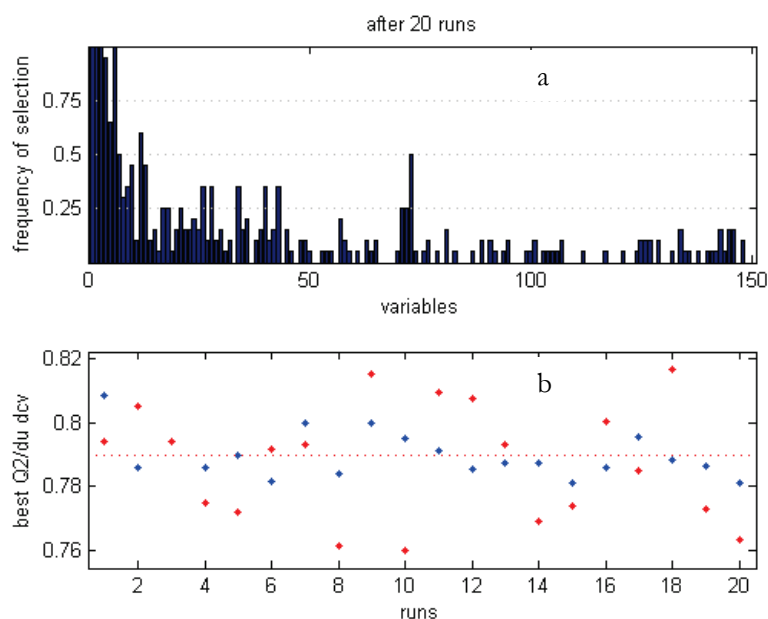 after 20 runs
a
frequency of selection
0.75
0.5
0.25
0 50 100 150
variables
b
best Q2/du dcv
0.82
0.8
0.78
0.76
2 4 6 8 10 12 14 16 18 20
runs